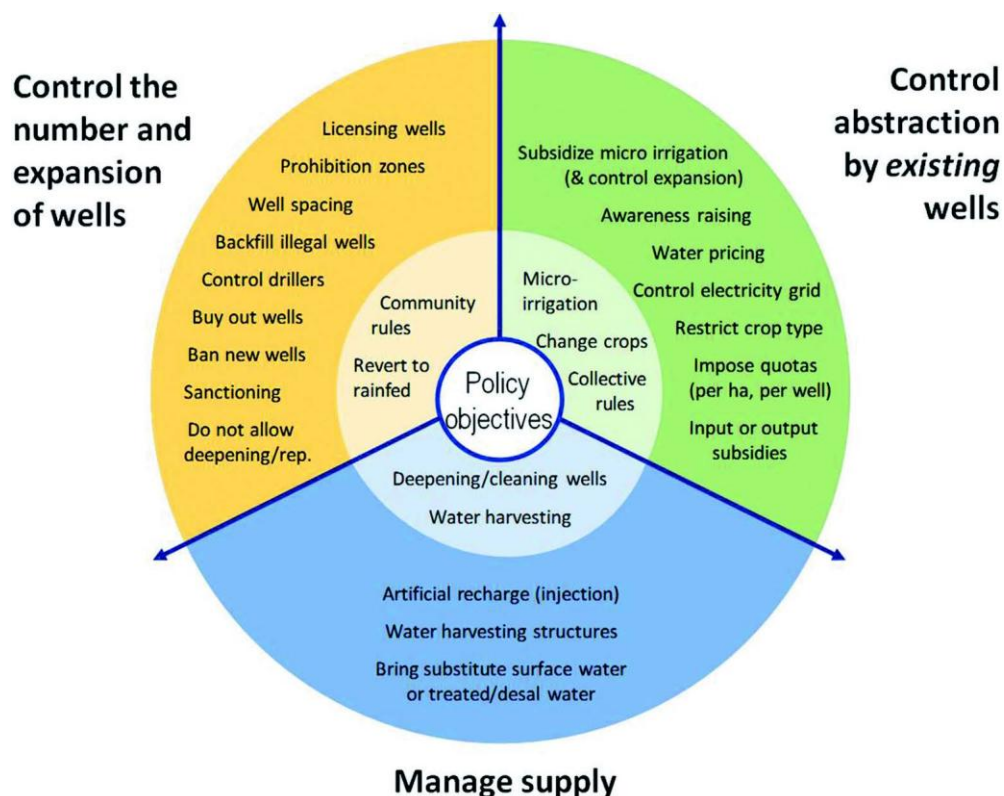 Control the
number and
expansion
of wells
Control
abstraction
by existing
wells
Licensing wells
Prohibition zones
Well spacing
Backfill illegal wells
Control drillers
Buy out wells
Ban new wells
Sanctioning
Do not allow
deepening/rep.
Community
rules
Revert to
rainfed
Subsidize micro irrigation
(& control expansion)
Awareness raising
Water pricing
Control electricity grid
Restrict crop type
Impose quotas
(per ha, per well)
Input or output
subsidies
Micro-
irrigation
Change crops
Collective
rules
Policy
objectives
Deepening/cleaning wells
Water harvesting
Artificial recharge (injection)
Water harvesting structures
Bring substitute surface water
or treated/desal water
Manage supply